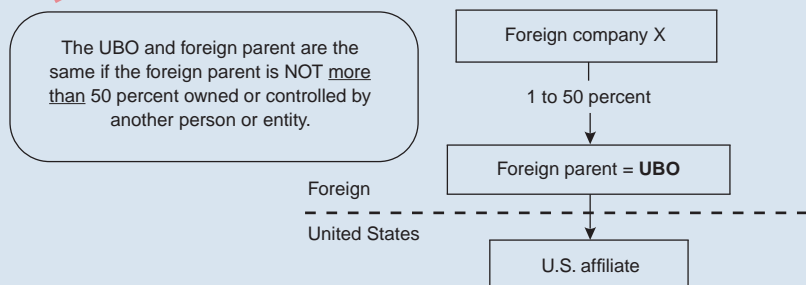 The UBO and foreign parent are the
same if the foreign parent is NOT more
than 50 percent owned or controlled by
another person or entity.
Foreign company X
1 to 50 percent
Foreign parent = UBO
Foreign
United States
U.S. affiliate